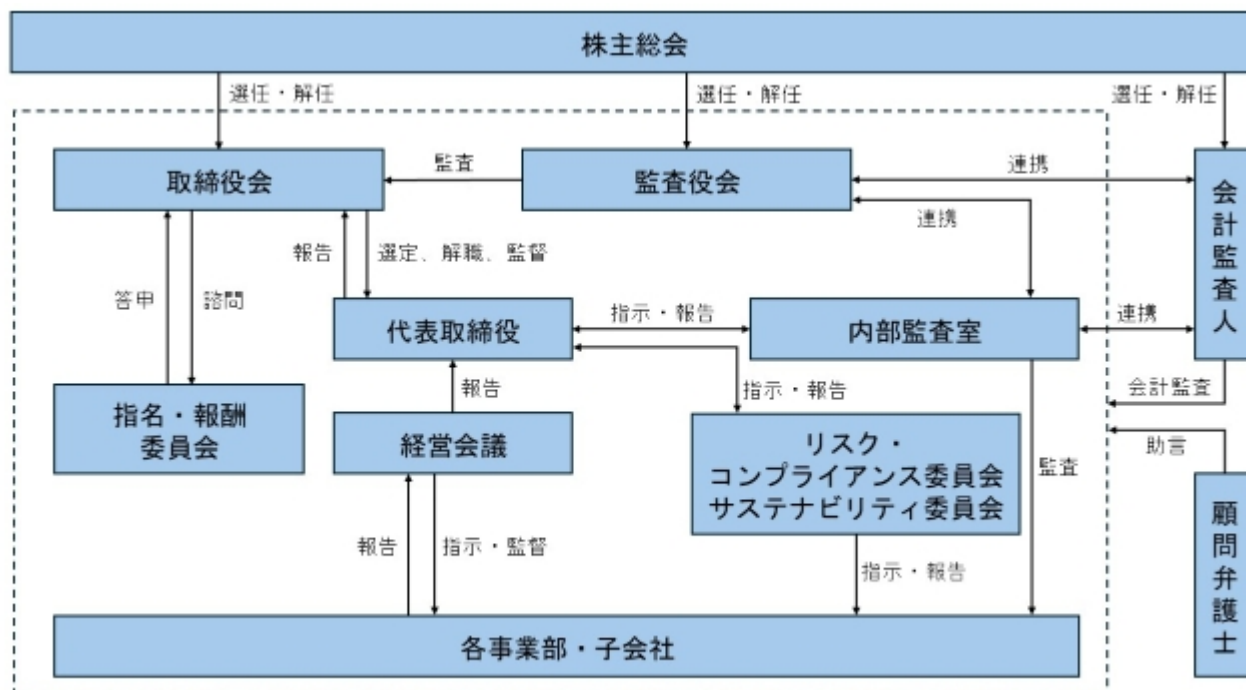 株主総会
選任・解任
選任・解任
選任・解任
取締役会
監査
監査役会
連携
会計監査人
連携
報告
選定、解職、監督
答申
諮問
代表取締役
指示・報告
内部監査室
連携
報告
指示・報告
会計監査
指名・報酬
委員会
経営会議
リスク・
コンプライアンス委員会
サステナビリティ委員会
監査
助言
顧問弁護士
報告
指示・監督
指示・報告
各事業部・子会社